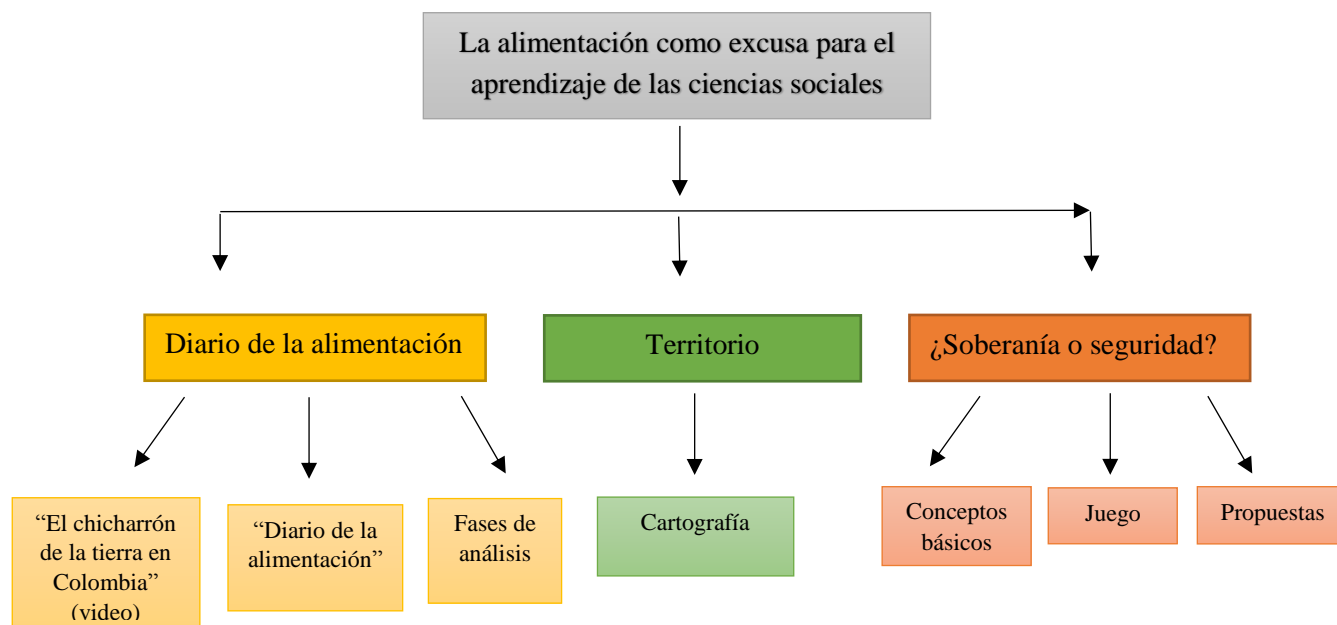 La alimentación como excusa para el
aprendizaje de las ciencias sociales
Diario de la alimentación
Territorio
¿Soberanía o seguridad?
“El chicharrón
de la tierra en
Colombia”
(video)
“Diario de la
alimentación”
Fases de
análisis
Cartografía
Conceptos
básicos
Juego
Propuestas